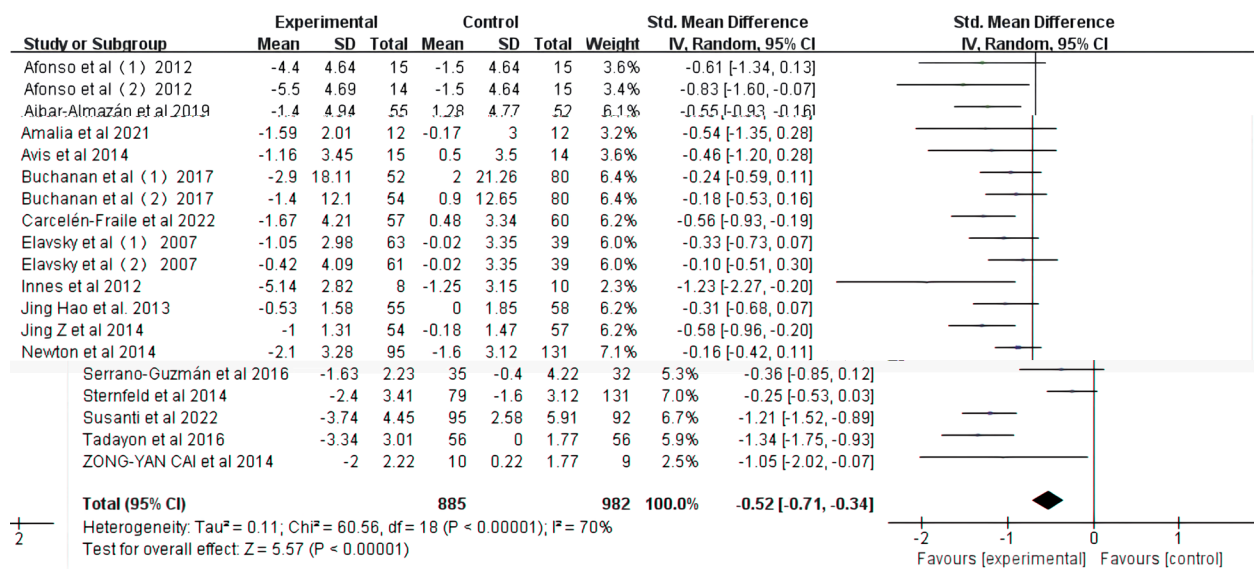 Experimental Control Std. Mean Difference Std. Mean Difference
Study or Subgroup Mean SD Total Mean SD Total Weight IV, Random, 95% CI IV, Random, 95% CI
Afonso et al (1) 2012 -4.4 4.64 15 -1.5 4.64 15 3.6% -0.61 [-1.34, 0.13]
Afonso et al (2) 2012 -5.5 4.69 14 -1.5 4.64 15 3.4% -0.83 [-1.60, -0.07]
Aibar-Almazán et al 2019 -1.4 4.94 55 1.28 4.77 52 6.1% -0.55 [-0.93, -0.16]
Amalia et al 2021 -1.59 2.01 12 -0.17 3 12 3.2% -0.54 [-1.35, 0.28]
Avis et al 2014 -1.16 3.45 15 0.5 3.5 14 3.6% -0.46 [-1.20, 0.28]
Buchanan et al (1) 2017 -2.9 18.11 52 2 21.26 80 6.4% -0.24 [-0.59, 0.11]
Buchanan et al (2) 2017 -1.4 12.1 54 0.9 12.65 80 6.4% -0.18 [-0.53, 0.16]
Carcelén-Fraile et al 2022 -1.67 4.21 57 0.48 3.34 60 6.2% -0.56 [-0.93, -0.19]
Elavsky et al (1) 2007 -1.05 2.98 63 -0.02 3.35 39 6.0% -0.33 [-0.73, 0.07]
Elavsky et al (2) 2007 -0.42 4.09 61 -0.02 3.35 39 6.0% -0.10 [-0.51, 0.30]
Innes et al 2012 -5.14 2.82 8 -1.25 3.15 10 2.3% -1.23 [-2.27, -0.20]
Jing Hao et al. 2013 -0.53 1.58 55 0 1.85 58 6.2% -0.31 [-0.68, 0.07]
Jing Z et al 2014 -1 1.31 54 -0.18 1.47 57 6.2% -0.58 [-0.96, -0.20]
Newton et al 2014 -2.1 3.28 95 -1.6 3.12 131 7.1% -0.16 [-0.42, 0.11]
Serrano-Guzmán et al 2016 -1.63 2.23 35 -0.4 4.22 32 5.3% -0.36 [-0.85, 0.12]
Sternfeld et al 2014 -2.4 3.41 79 -1.6 3.12 131 7.0% -0.25 [-0.53, 0.03]
Susanti et al 2022 -3.74 4.45 95 2.58 5.91 92 6.7% -1.21 [-1.52, -0.89]
Tadayon et al 2016 -3.34 3.01 56 0 1.77 56 5.9% -1.34 [-1.75, -0.93]
ZONG-YAN CAI et al 2014 -2 2.22 10 0.22 1.77 9 2.5% -1.05 [-2.02, -0.07]
Total (95% CI) 885 982 100.0% -0.52 [-0.71, -0.34]
Heterogeneity: Tau² = 0.11; Chi² = 60.56, df = 18 (P < 0.00001); I² = 70%
Test for overall effect: Z = 5.57 (P < 0.00001)
2 -2 -1 0 1
Favours [experimental] Favours [control]